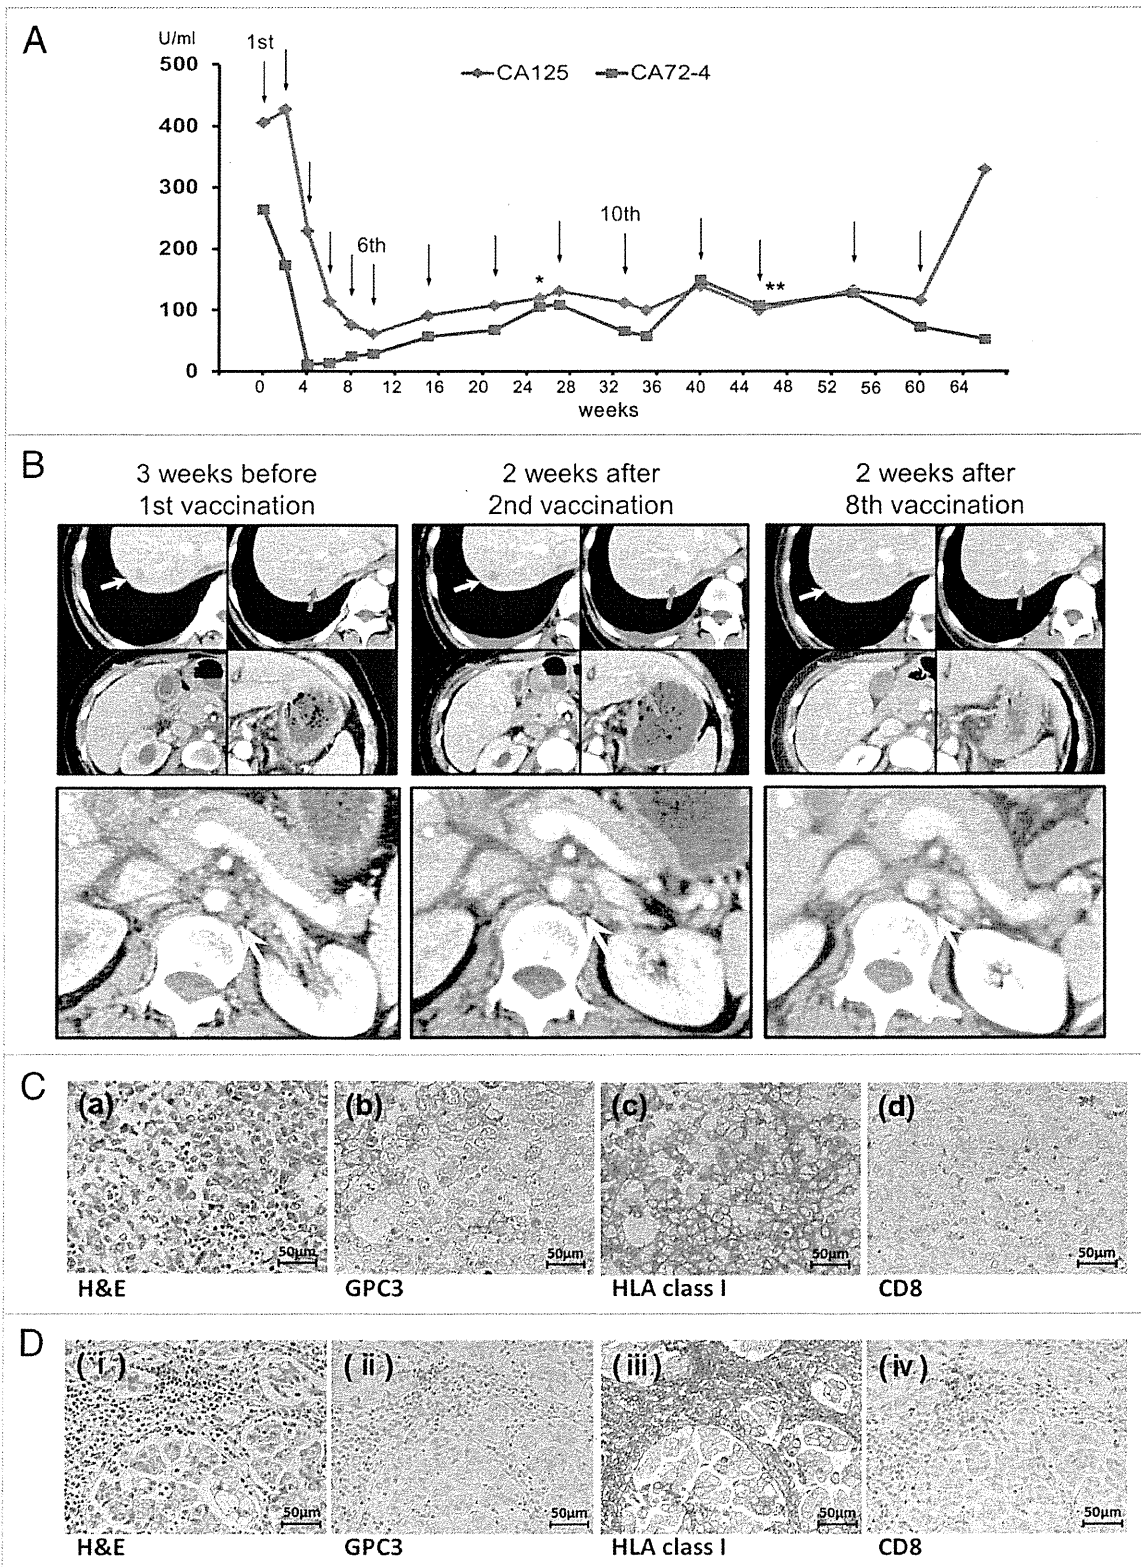 A
U/ml
1st
500
CA125
CA72-4
400
300
200
100
0
6th
10th
*
**
0 4 8 12 16 20 24 28 32 36 40 44 48 52 56 60 64
weeks
B
3 weeks before
1st vaccination
2 weeks after
2nd vaccination
2 weeks after
8th vaccination
C
(a)
(b)
(c)
(d)
50μm
50μm
50μm
50μm
H&E
GPC3
HLA class I
CD8
D
(i)
(ii)
(iii)
(iv)
50μm
50μm
50μm
50μm
H&E
GPC3
HLA class I
CD8